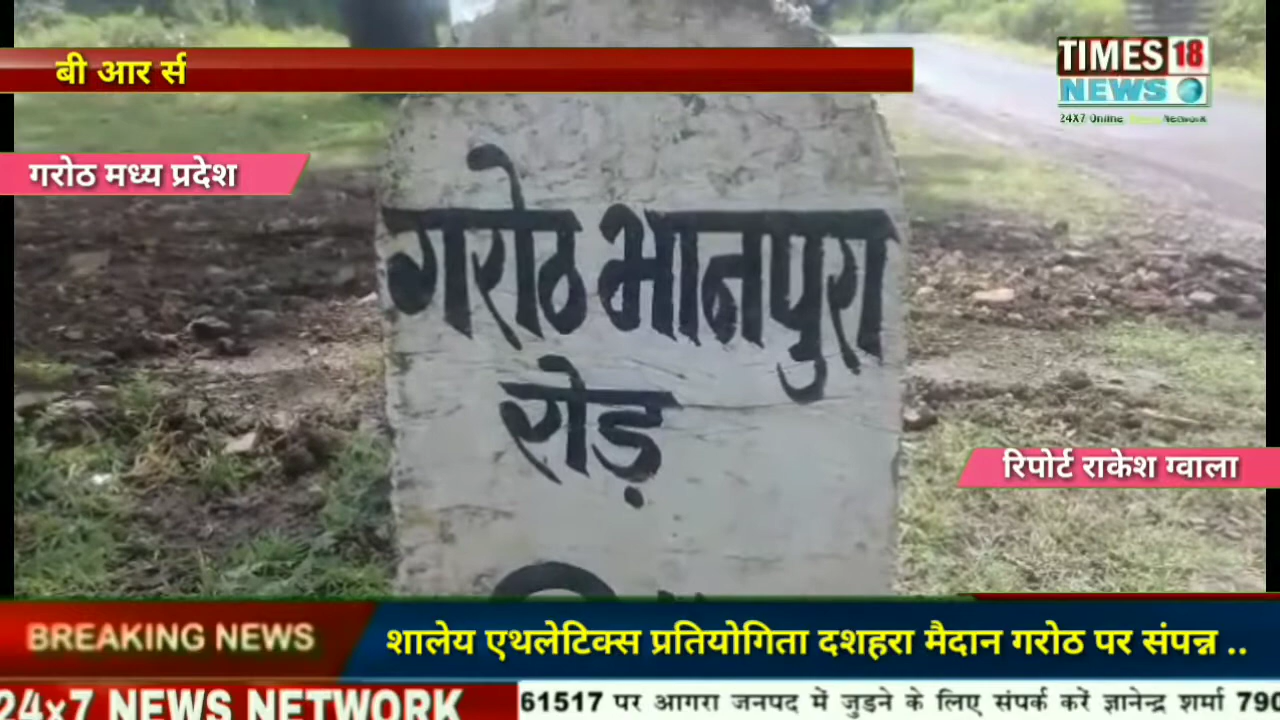 बी आर
TIMES 18
NEWS
24X7 Online Network
गरोठ मध्य प्रदेश
गरोठ भानपुरा
रोड़
रिपोर्ट राकेश ग्वाला
BREAKING NEWS
शालेय एथलेटिक्स प्रतियोगिता दशहरा मैदान गरोठ पर संपन्न ..
24x7 NEWS NETWORK
61517 पर आगरा जनपद में जुड़ने के लिए संपर्क करें ज्ञानेन्द्र शर्मा 790